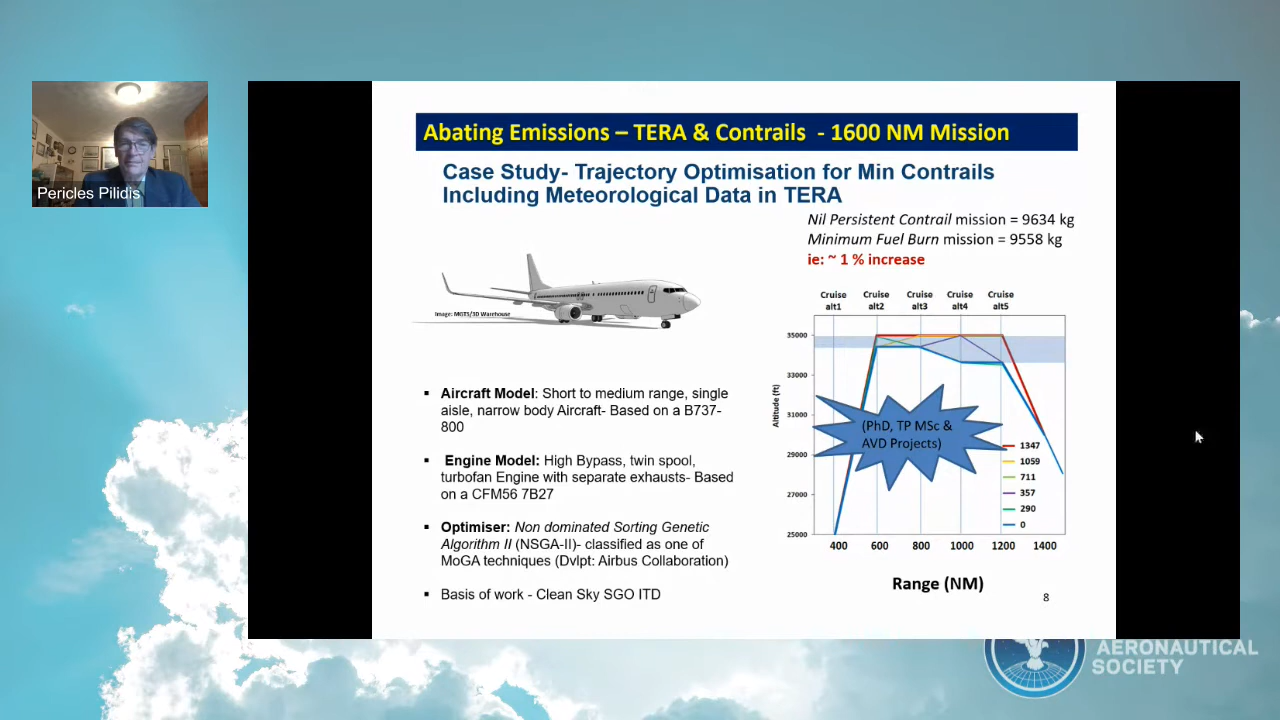 Pericles Pilidis
Abating Emissions – TERA & Contrails - 1600 NM Mission
Case Study- Trajectory Optimisation for Min Contrails
Including Meteorological Data in TERA
Nil Persistent Contrail mission = 9634 kg
Minimum Fuel Burn mission = 9558 kg
ie: ~ 1 % increase
Image: MGTS/3D Warehouse
▪ Aircraft Model: Short to medium range, single
aisle, narrow body Aircraft- Based on a B737-
800
▪ Engine Model: High Bypass, twin spool,
turbofan Engine with separate exhausts- Based
on a CFM56 7B27
▪ Optimiser: Non dominated Sorting Genetic
Algorithm II (NSGA-II)- classified as one of
MoGA techniques (Dvlpt: Airbus Collaboration)
▪ Basis of work - Clean Sky SGO ITD
Cruise Cruise Cruise Cruise Cruise
alt1 alt2 alt3 alt4 alt5
35000
33000
31000
29000
27000
25000
Altitude (ft)
(PhD, TP MSc &
AVD Projects)
1347
1059
711
357
290
0
400 600 800 1000 1200 1400
Range (NM)
8
AERONAUTICAL
SOCIETY